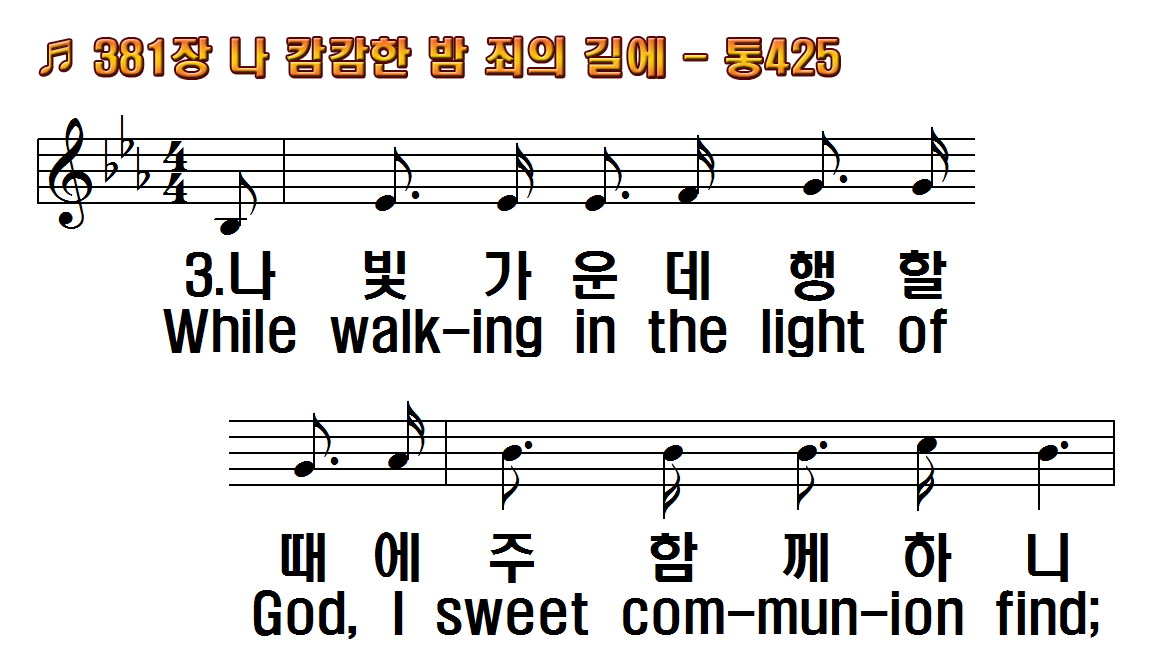 ♬ 381장 나 캄캄한 밤 죄의 길에 - 통425
3.나 빛 가 운 데 행 할
While walk-ing in the light of
때 에 주 함 께 하 니
God, I sweet com-mun-ion find;